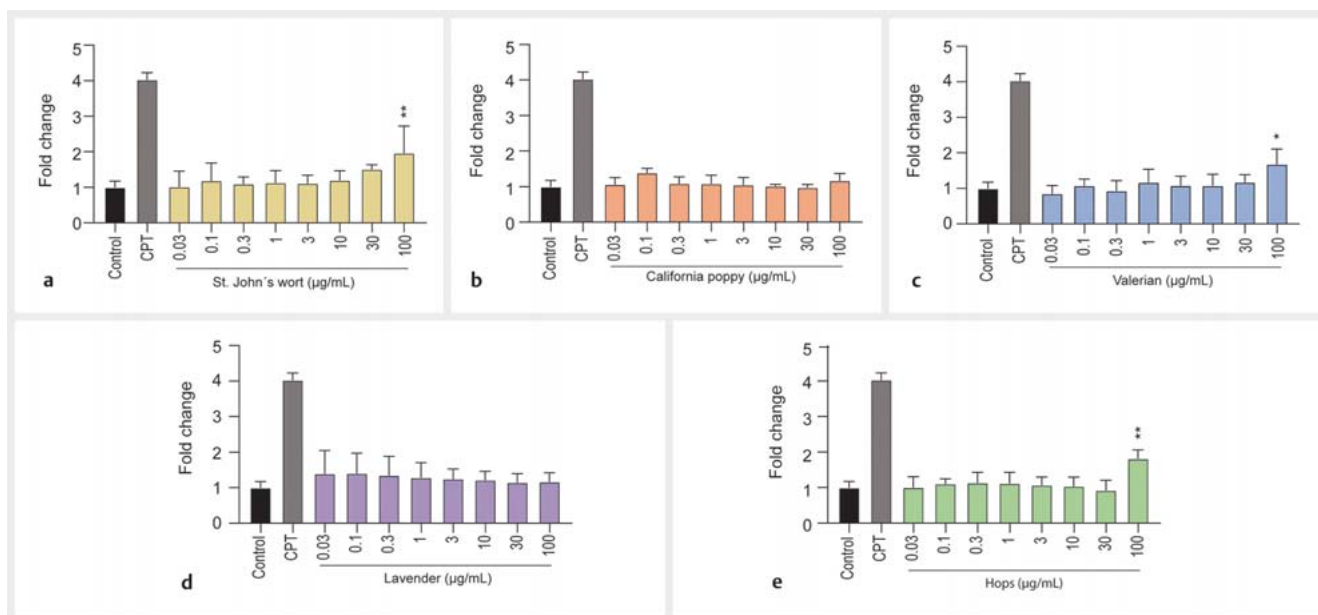 5
4
3
2
1
0
Fold change
**
Control
CPT
0.03
0.1
0.3
1
3
10
30
100
a
St. John´s wort (µg/mL)
5
4
3
2
1
0
Fold change
Control
CPT
0.03
0.1
0.3
1
3
10
30
100
b
California poppy (µg/mL)
5
4
3
2
1
0
Fold change
*
Control
CPT
0.03
0.1
0.3
1
3
10
30
100
c
Valerian (µg/mL)
5
4
3
2
1
0
Fold change
Control
CPT
0.03
0.1
0.3
1
3
10
30
100
d
Lavender (µg/mL)
5
4
3
2
1
0
Fold change
**
Control
CPT
0.03
0.1
0.3
1
3
10
30
100
e
Hops (µg/mL)